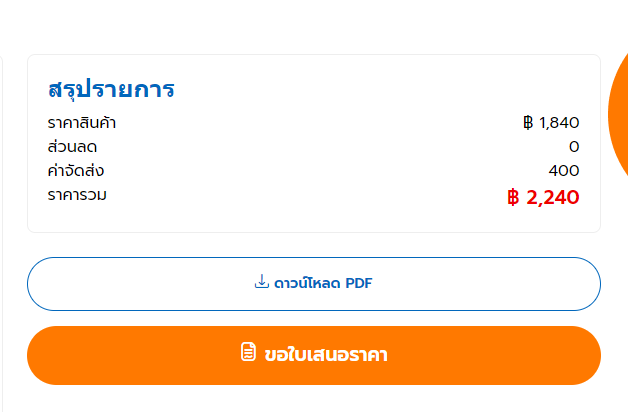 สรุปรายการ
ราคาสินค้า ฿ 1,840
ส่วนลด 0
ค่าจัดส่ง 400
ราคารวม ฿ 2,240
ดาวน์โหลด PDF
ขอใบเสนอราคา